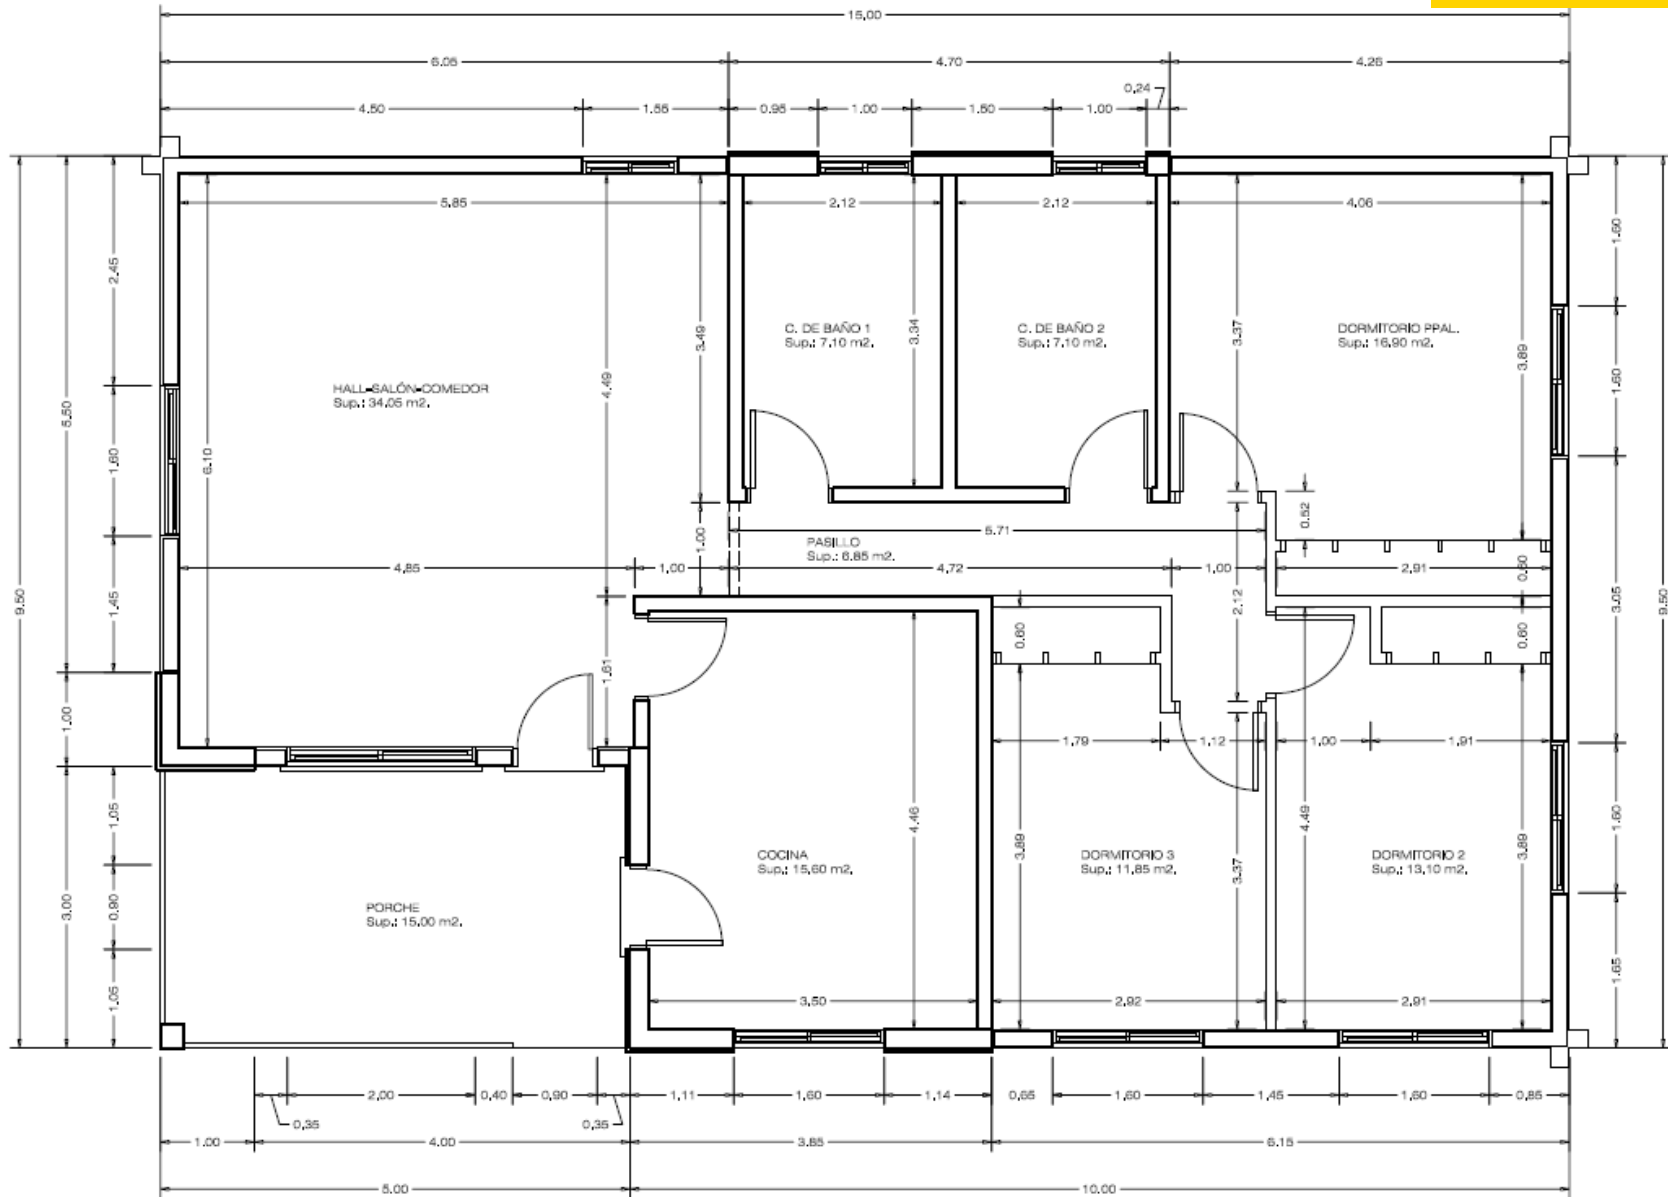 15,00
6,05 4,70 4,25
0,24
4,50 1,55 0,95 1,00 1,50 1,00
5,85 2,12 2,12 4,06
2,45 5,50 1,60 1,45 9,50
6,10 4,49 3,49 3,34 3,37 3,89
1,60 1,60 3,05 9,50
HALL-SALÓN-COMEDOR
Sup.: 34,05 m2.
C. DE BAÑO 1
Sup.: 7,10 m2.
C. DE BAÑO 2
Sup.: 7,10 m2.
DORMITORIO PPAL.
Sup.: 16,90 m2.
0,52
5,71
PASILLO
Sup.: 6,85 m2.
1,00
4,85 1,00 4,72 1,00 2,91
0,60
2,12
0,60 0,60
1,61
1,00
1,79 1,12 1,00 1,91
1,05 0,90 1,05 3,00
4,46 3,89 3,37 4,49 3,89
1,60 1,65
COCINA
Sup.: 15,60 m2.
DORMITORIO 3
Sup.: 11,85 m2.
DORMITORIO 2
Sup.: 13,10 m2.
PORCHE
Sup.: 15,00 m2.
3,50 2,92 2,91
2,00 0,40 0,90 1,11 1,60 1,14 0,65 1,60 1,45 1,60 0,85
0,35 0,35
1,00 4,00 3,85 6,15
5,00 10,00